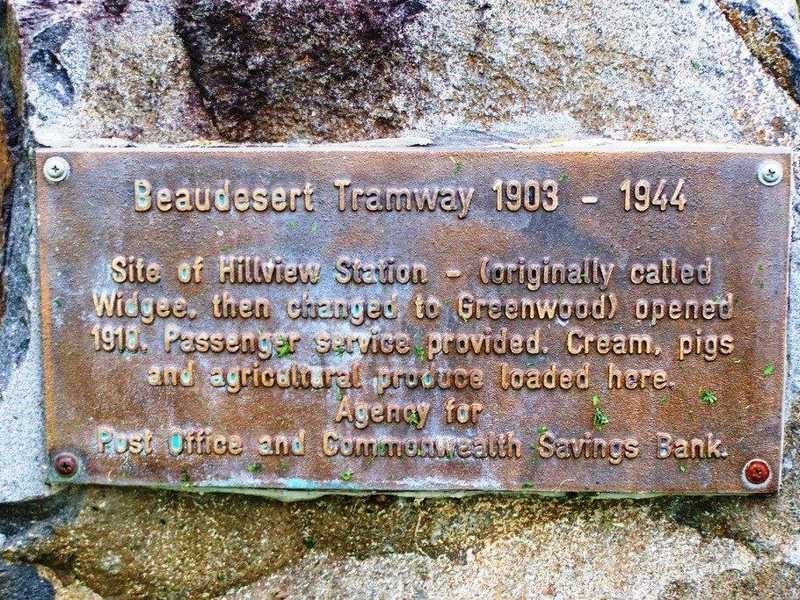 Beaudesert Tramway 1903 - 1944
Site of Hillview Station - (originally called
Widgee, then changed to Greenwood) opened
1910. Passenger service provided. Cream, pigs
and agricultural produce loaded here.
Agency for
Post Office and Commonwealth Savings Bank.